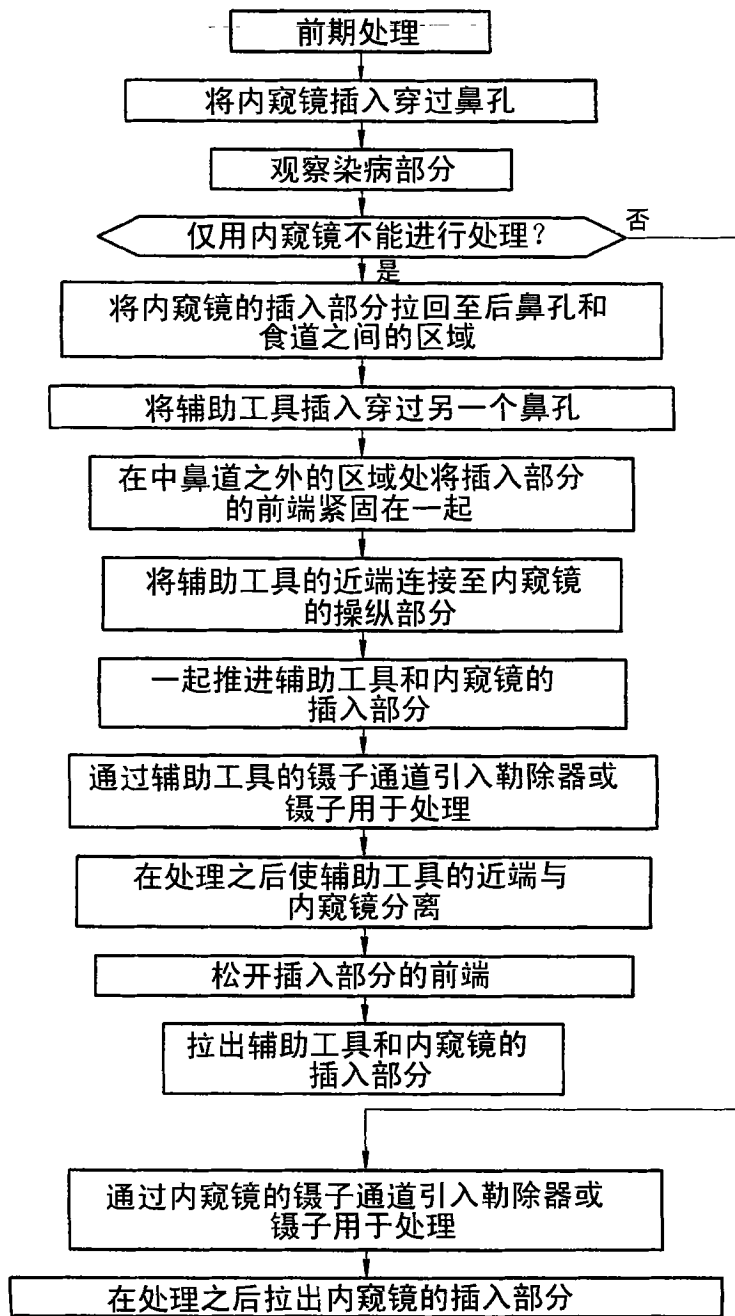 前期处理
将内窥镜插入穿过鼻孔
观察染病部分
仅用内窥镜不能进行处理?
否
是
将内窥镜的插入部分拉回至后鼻孔和
食道之间的区域
将辅助工具插入穿过另一个鼻孔
在中鼻道之外的区域处将插入部分
的前端紧固在一起
将辅助工具的近端连接至内窥镜
的操纵部分
一起推进辅助工具和内窥镜的
插入部分
通过辅助工具的镊子通道引入勒除器或
镊子用于处理
在处理之后使辅助工具的近端与
内窥镜分离
松开插入部分的前端
拉出辅助工具和内窥镜的
插入部分
通过内窥镜的镊子通道引入勒除器或
镊子用于处理
在处理之后拉出内窥镜的插入部分